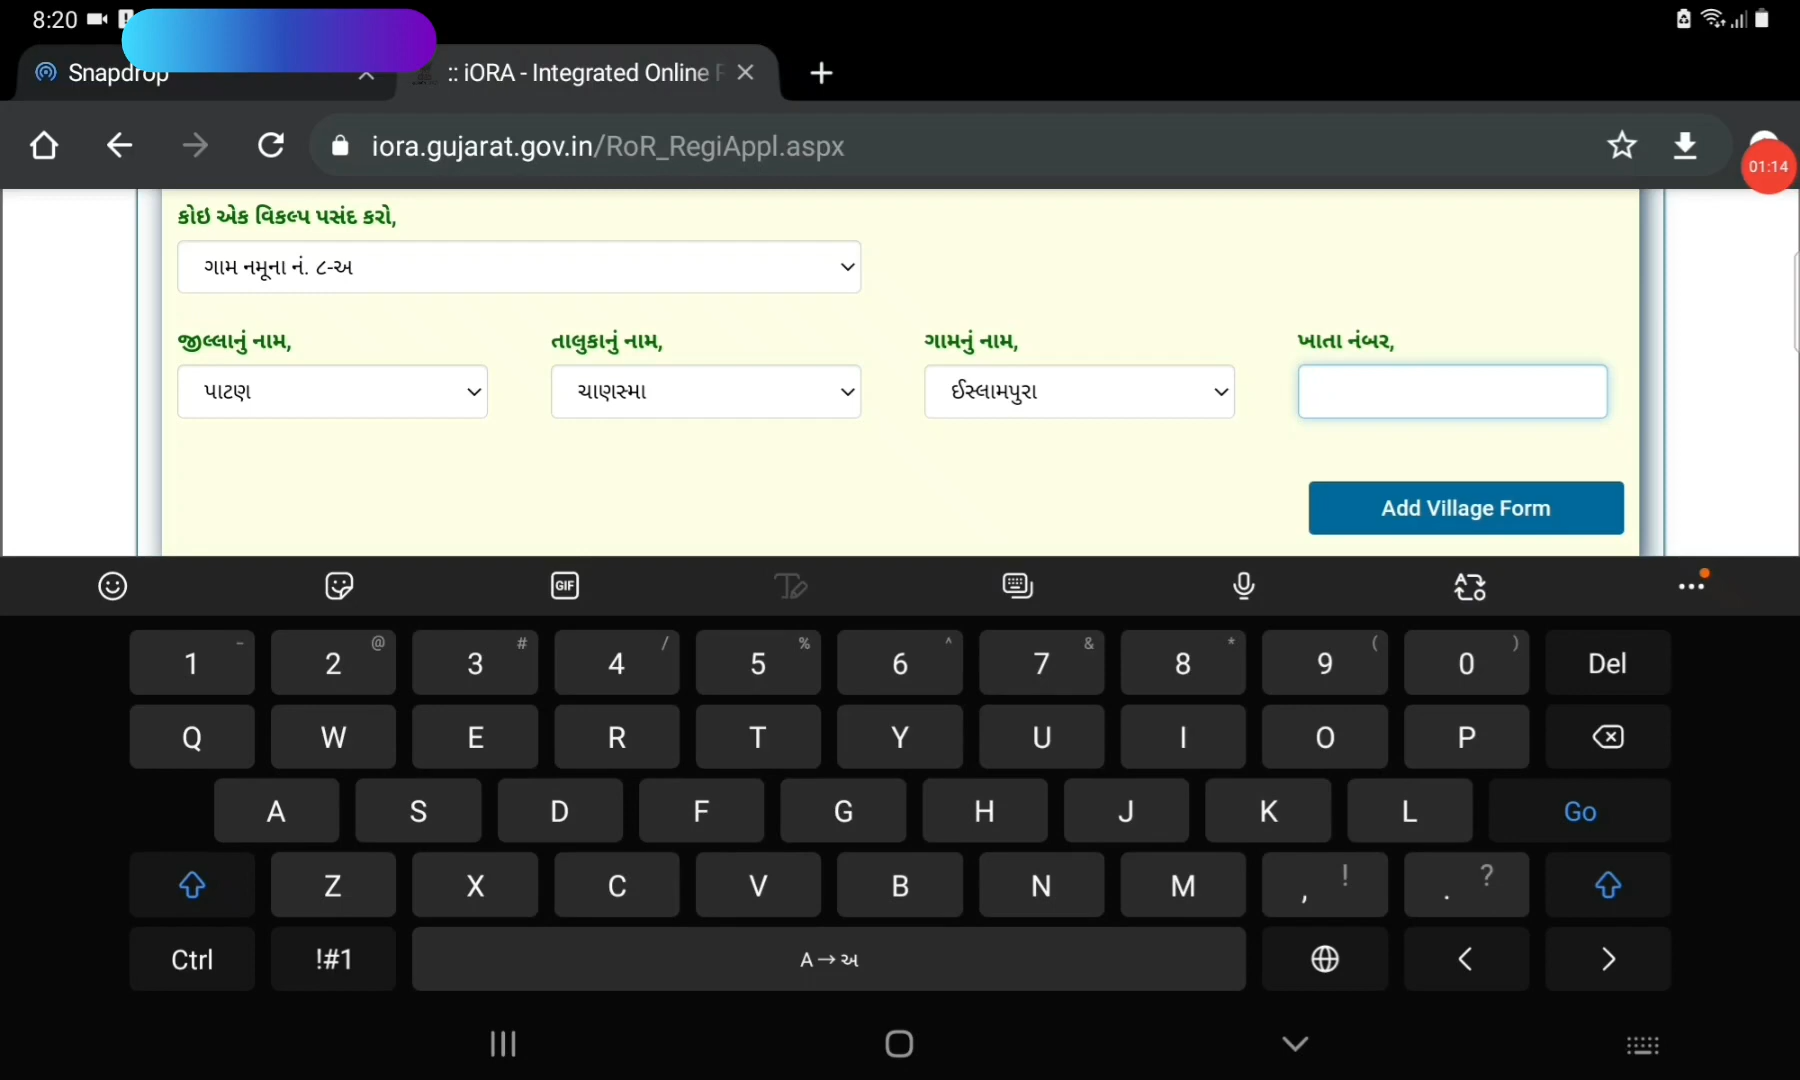 8:20
Snapdrop
:: iORA - Integrated Online
iora.gujarat.gov.in/RoR_RegiAppl.aspx
01:14
કોઇ એક વિકલ્પ પસંદ કરો,
ગામ નમૂના નં. ૮-અ
જીલ્લાનું નામ,
તાલુકાનું નામ,
ગામનું નામ,
ખાતા નંબર,
પાટણ
ચાણસ્મા
ઈસ્લામપુરા
Add Village Form
GIF
1 - 2 @ 3 # 4 / 5 % 6 ^ 7 & 8 * 9 ( 0 ) Del
Q W E R T Y U I O P
A S D F G H J K L Go
Z X C V B N M , ! . ?
Ctrl !#1 A→અ < >